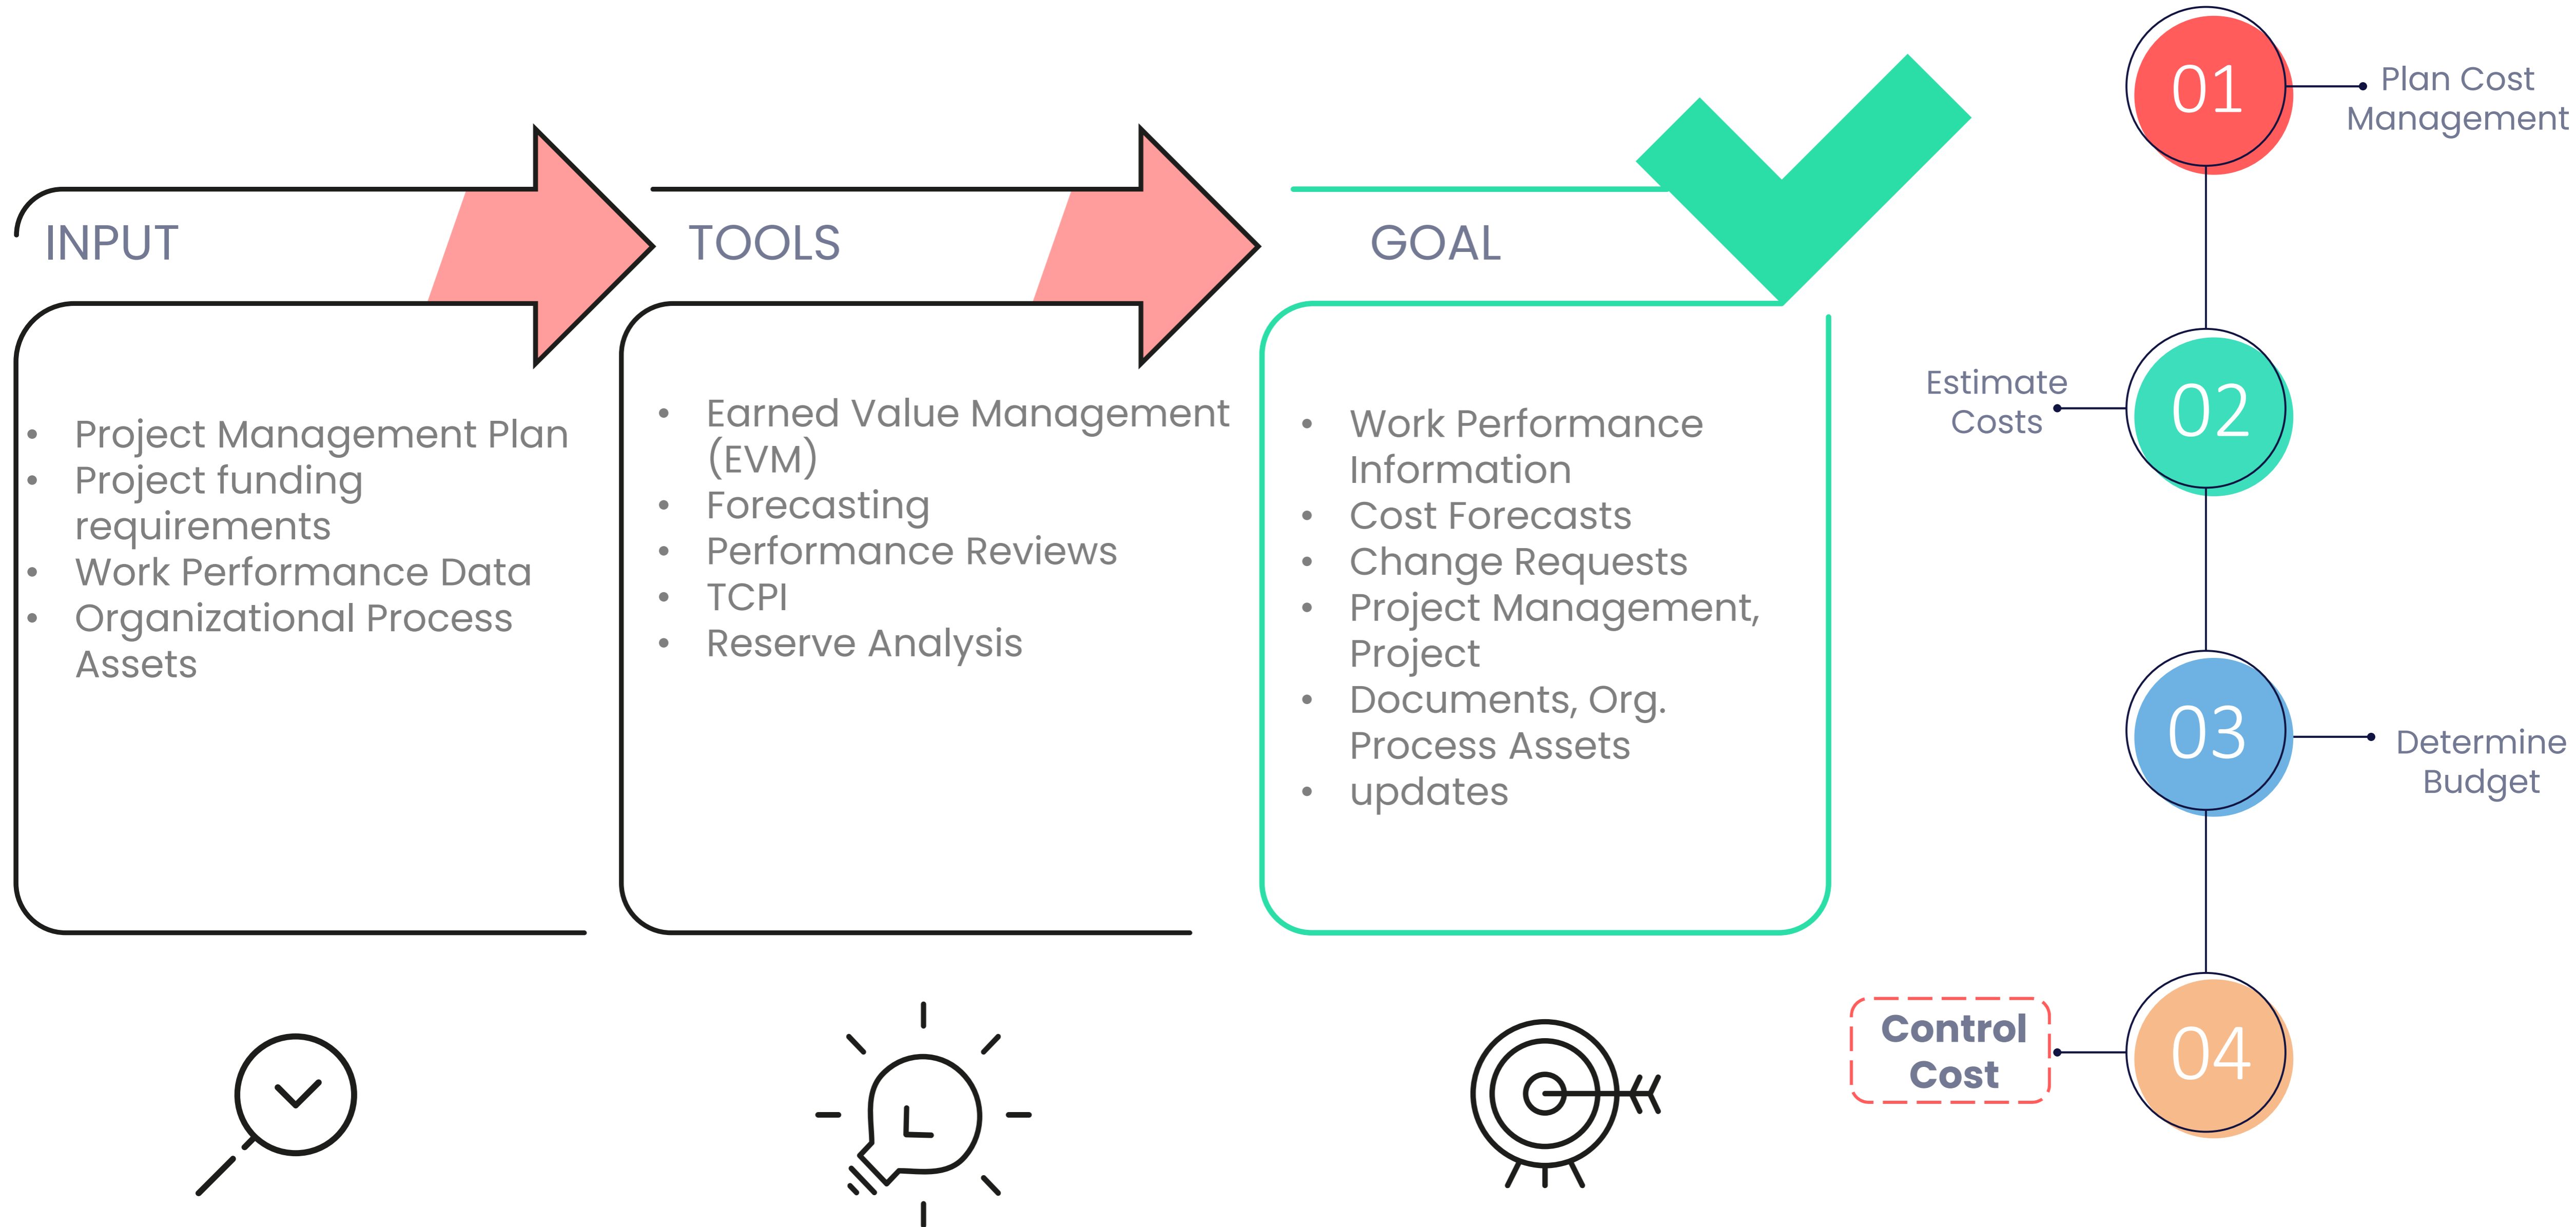 INPUT
• Project Management Plan
• Project funding
requirements
• Work Performance Data
• Organizational Process
Assets
TOOLS
• Earned Value Management
(EVM)
• Forecasting
• Performance Reviews
• TCPI
• Reserve Analysis
GOAL
• Work Performance
Information
• Cost Forecasts
• Change Requests
• Project Management,
Project
• Documents, Org.
Process Assets
• updates
01
Plan Cost
Management
02
Estimate
Costs
03
Determine
Budget
04
Control
Cost